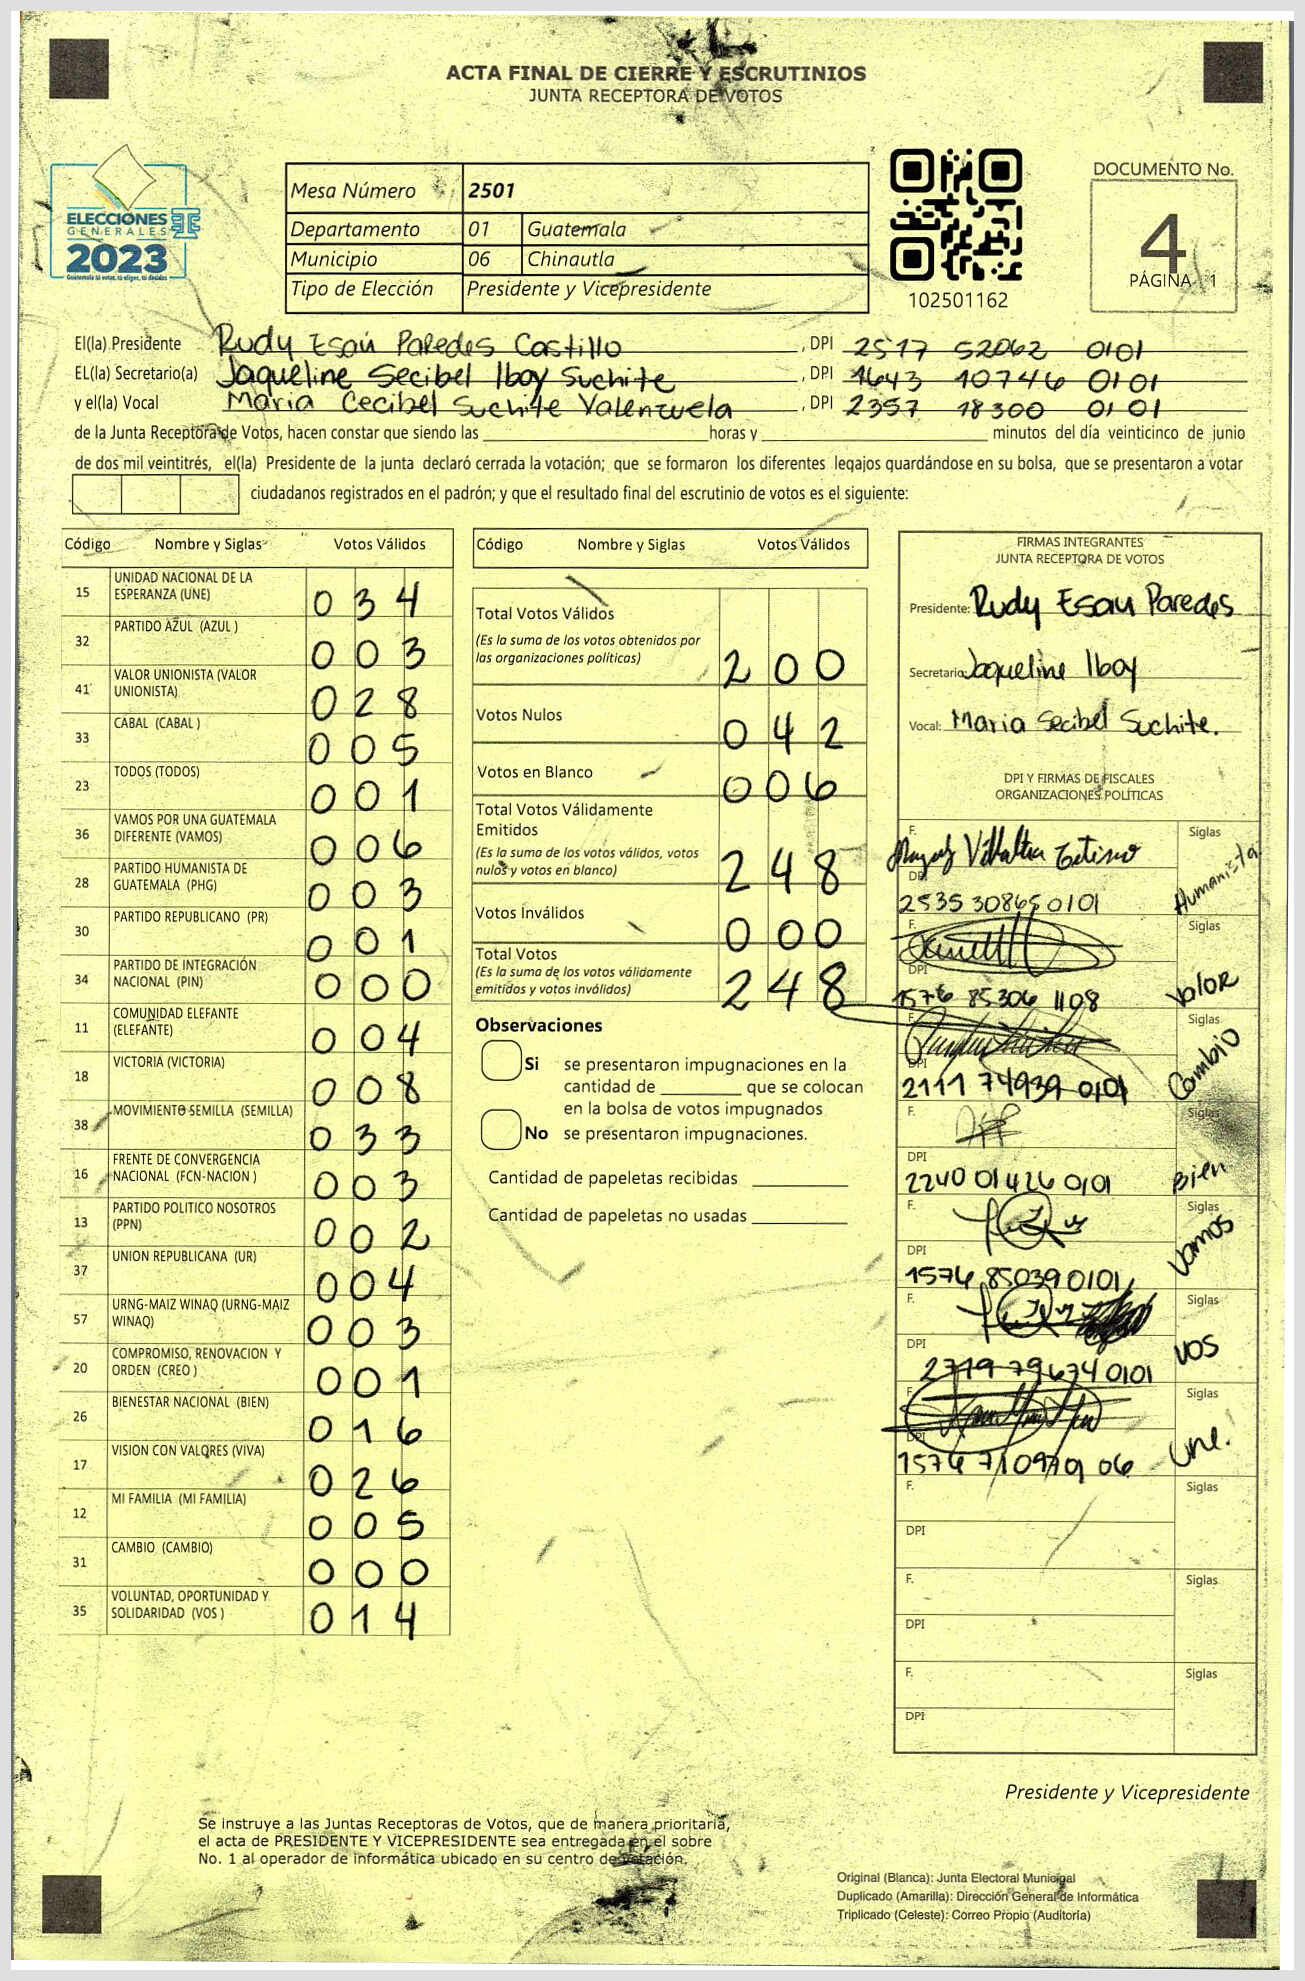 ACTA FINAL DE CIERRE Y ESCRUTINIOS
JUNTA RECEPTORA DE VOTOS
ELECCIONES
GENERALES
2023
Guatemala tú votas, tú eliges, tú decides
Mesa Número 2501
Departamento 01 Guatemala
Municipio 06 Chinautla
Tipo de Elección Presidente y Vicepresidente
102501162
DOCUMENTO No.
4
PÁGINA 1
El(la) Presidente Rudy Esaú Paredes Castillo , DPI 2517 52062 0101
EL(la) Secretario(a) Jaqueline Secibel Iboy Suchite , DPI 1643 10746 0101
y el(la) Vocal Maria Cecibel Suchite Valenzuela , DPI 2357 18300 0101
de la Junta Receptora de Votos, hacen constar que siendo las horas y minutos del día veinticinco de junio
de dos mil veintitrés, el(la) Presidente de la junta declaró cerrada la votación; que se formaron los diferentes legajos guardándose en su bolsa, que se presentaron a votar
ciudadanos registrados en el padrón; y que el resultado final del escrutinio de votos es el siguiente:
Código Nombre y Siglas Votos Válidos
15 UNIDAD NACIONAL DE LA
ESPERANZA (UNE) 0 3 4
32 PARTIDO AZUL (AZUL ) 0 0 3
41 VALOR UNIONISTA (VALOR
UNIONISTA) 0 2 8
33 CABAL (CABAL ) 0 0 5
23 TODOS (TODOS) 0 0 1
36 VAMOS POR UNA GUATEMALA
DIFERENTE (VAMOS) 0 0 6
28 PARTIDO HUMANISTA DE
GUATEMALA (PHG) 0 0 3
30 PARTIDO REPUBLICANO (PR) 0 0 1
34 PARTIDO DE INTEGRACIÓN
NACIONAL (PIN) 0 0 0
11 COMUNIDAD ELEFANTE
(ELEFANTE) 0 0 4
18 VICTORIA (VICTORIA) 0 0 8
38 MOVIMIENTO SEMILLA (SEMILLA) 0 3 3
16 FRENTE DE CONVERGENCIA
NACIONAL (FCN-NACION ) 0 0 3
13 PARTIDO POLITICO NOSOTROS
(PPN) 0 0 2
37 UNION REPUBLICANA (UR) 0 0 4
57 URNG-MAIZ WINAQ (URNG-MAIZ
WINAQ) 0 0 3
20 COMPROMISO, RENOVACION Y
ORDEN (CREO ) 0 0 1
26 BIENESTAR NACIONAL (BIEN) 0 1 6
17 VISION CON VALORES (VIVA) 0 2 6
12 MI FAMILIA (MI FAMILIA) 0 0 5
31 CAMBIO (CAMBIO) 0 0 0
35 VOLUNTAD, OPORTUNIDAD Y
SOLIDARIDAD (VOS ) 0 1 4
Código Nombre y Siglas Votos Válidos
Total Votos Válidos
(Es la suma de los votos obtenidos por
las organizaciones políticas) 2 0 0
Votos Nulos 0 4 2
Votos en Blanco 0 0 6
Total Votos Válidamente
Emitidos
(Es la suma de los votos válidos, votos
nulos y votos en blanco) 2 4 8
Votos Inválidos 0 0 0
Total Votos
(Es la suma de los votos válidamente
emitidos y votos inválidos) 2 4 8
Observaciones
Si se presentaron impugnaciones en la
cantidad de que se colocan
en la bolsa de votos impugnados
No se presentaron impugnaciones.
Cantidad de papeletas recibidas
Cantidad de papeletas no usadas
FIRMAS INTEGRANTES
JUNTA RECEPTORA DE VOTOS
Presidente: Rudy Esau Paredes
Secretario: Jaqueline Iboy
Vocal: Maria Secibel Suchite.
DPI Y FIRMAS DE FISCALES
ORGANIZACIONES POLÍTICAS
F. Siglas
DPI 2535 30865 0101 Humanista
F. Siglas
DPI 1576 85306 1108 Valor
F. Siglas
DPI 2111 74939 0101 Cambio
F. Siglas
DPI
2240 01426 0101 Bien
F. Siglas
DPI
1574 85039 0101 Vamos
F. Siglas
DPI
2719 79674 0101 VOS
F. Siglas
DPI
Une.
F. Siglas
DPI
F. Siglas
DPI
F. Siglas
DPI
Presidente y Vicepresidente
Se instruye a las Juntas Receptoras de Votos, que de manera prioritaria,
el acta de PRESIDENTE Y VICEPRESIDENTE sea entregada en el sobre
No. 1 al operador de informática ubicado en su centro de votación.
Original (Blanca): Junta Electoral Municipal
Duplicado (Amarilla): Dirección General de Informática
Triplicado (Celeste): Correo Propio (Auditoría)